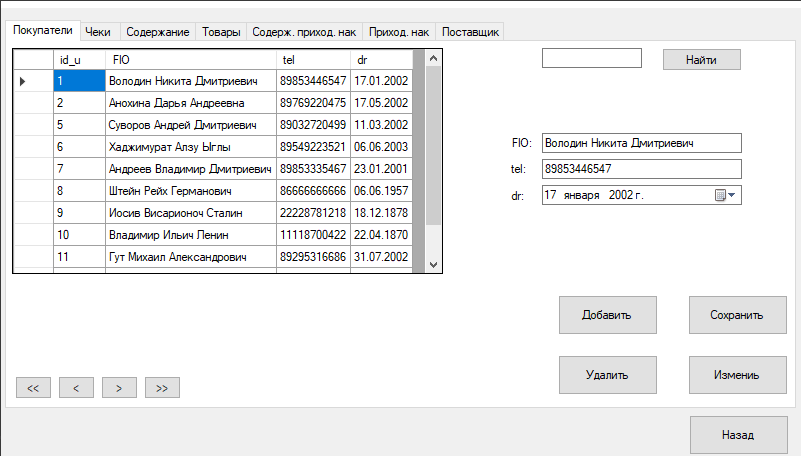 Покупатели Чеки Содержание Товары Содерж. приход. нак Приход. нак Поставщик
id_u FIO tel dr
1 Володин Никита Дмитриевич 89853446547 17.01.2002
2 Анохина Дарья Андреевна 89769220475 17.05.2002
5 Суворов Андрей Дмитриевич 89032720499 11.03.2002
6 Хаджимурат Алзу Ыглы 89549223521 06.06.2003
7 Андреев Владимир Дмитриевич 89853335467 23.01.2001
8 Штейн Рейх Германович 86666666666 06.06.1957
9 Иосив Висарионоч Сталин 22228781218 18.12.1878
10 Владимир Ильич Ленин 11118700422 22.04.1870
11 Гут Михаил Александрович 89295316686 31.07.2002
Найти
FIO: Володин Никита Дмитриевич
tel: 89853446547
dr: 17 января 2002 г.
Добавить Сохранить
Удалить Измениь
<< < > >>
Назад